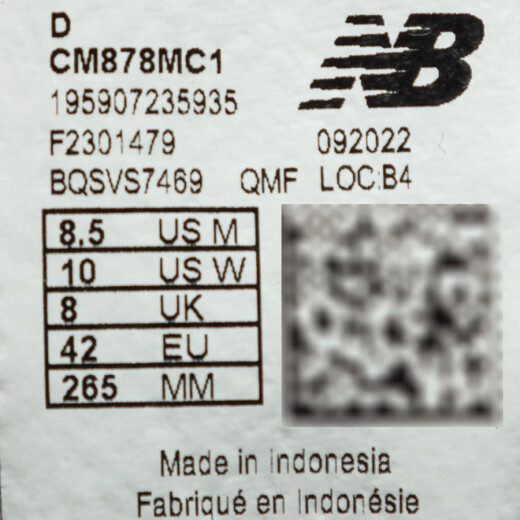 D
NB
CM878MC1
195907235935
F2301479 092022
BQSVS7469 QMF LOC:B4
8.5 US M
10 US W
8 UK
42 EU
265 MM
Made in Indonesia
Fabriqué en Indonésie